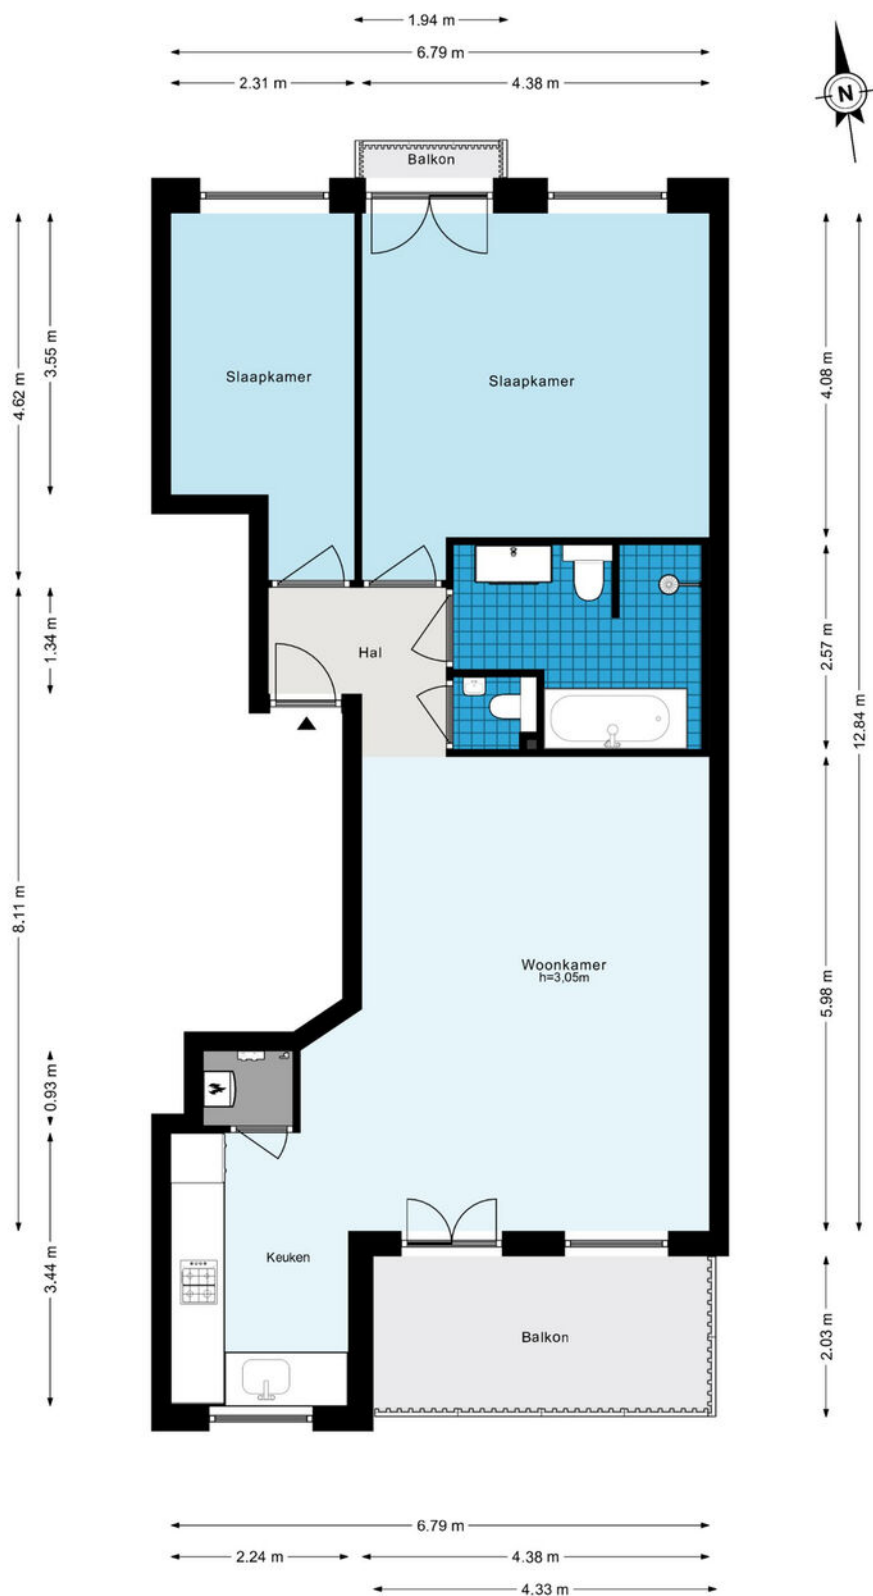 1.94 m
6.79 m
2.31 m
4.38 m
N
Balkon
3.55 m
4.62 m
Slaapkamer
Slaapkamer
4.08 m
1.34 m
Hal
2.57 m
12.84 m
8.11 m
Woonkamer
h=3,05m
5.98 m
0.93 m
3.44 m
Keuken
Balkon
2.03 m
6.79 m
2.24 m
4.38 m
4.33 m